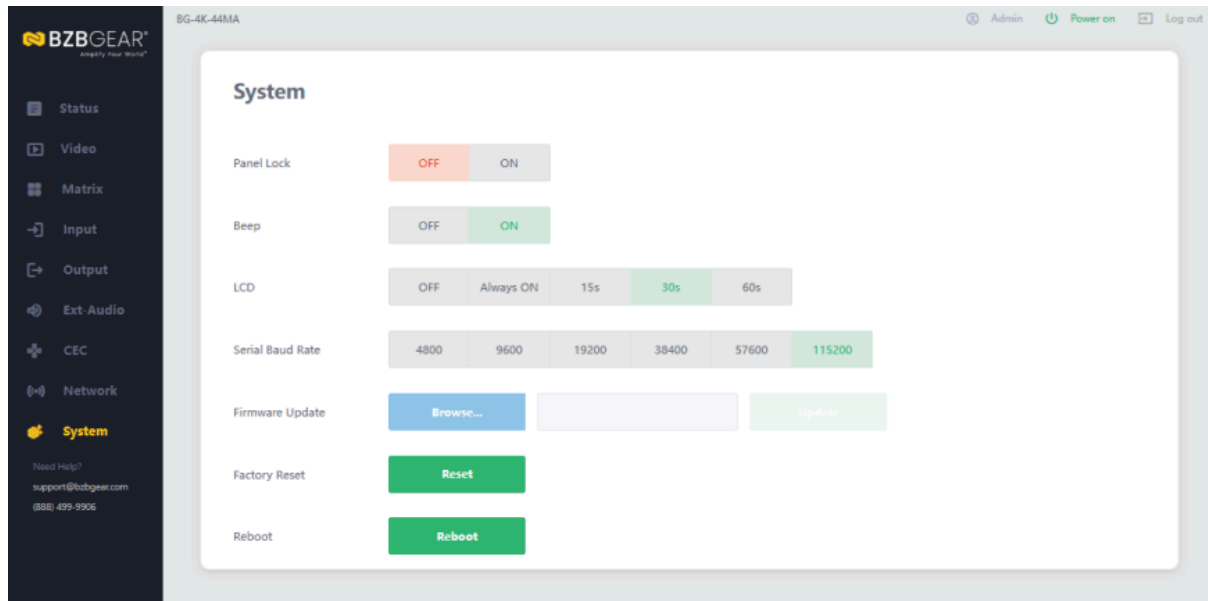 BZBGEAR®
Amplify Your World™
Status
Video
Matrix
Input
Output
Ext-Audio
CEC
Network
System
Need Help?
support@bzbgear.com
(888) 499-9906
BG-4K-44MA
Admin Power on Log out
System
Panel Lock OFF ON
Beep OFF ON
LCD OFF Always ON 15s 30s 60s
Serial Baud Rate 4800 9600 19200 38400 57600 115200
Firmware Update Browse... Update
Factory Reset Reset
Reboot Reboot